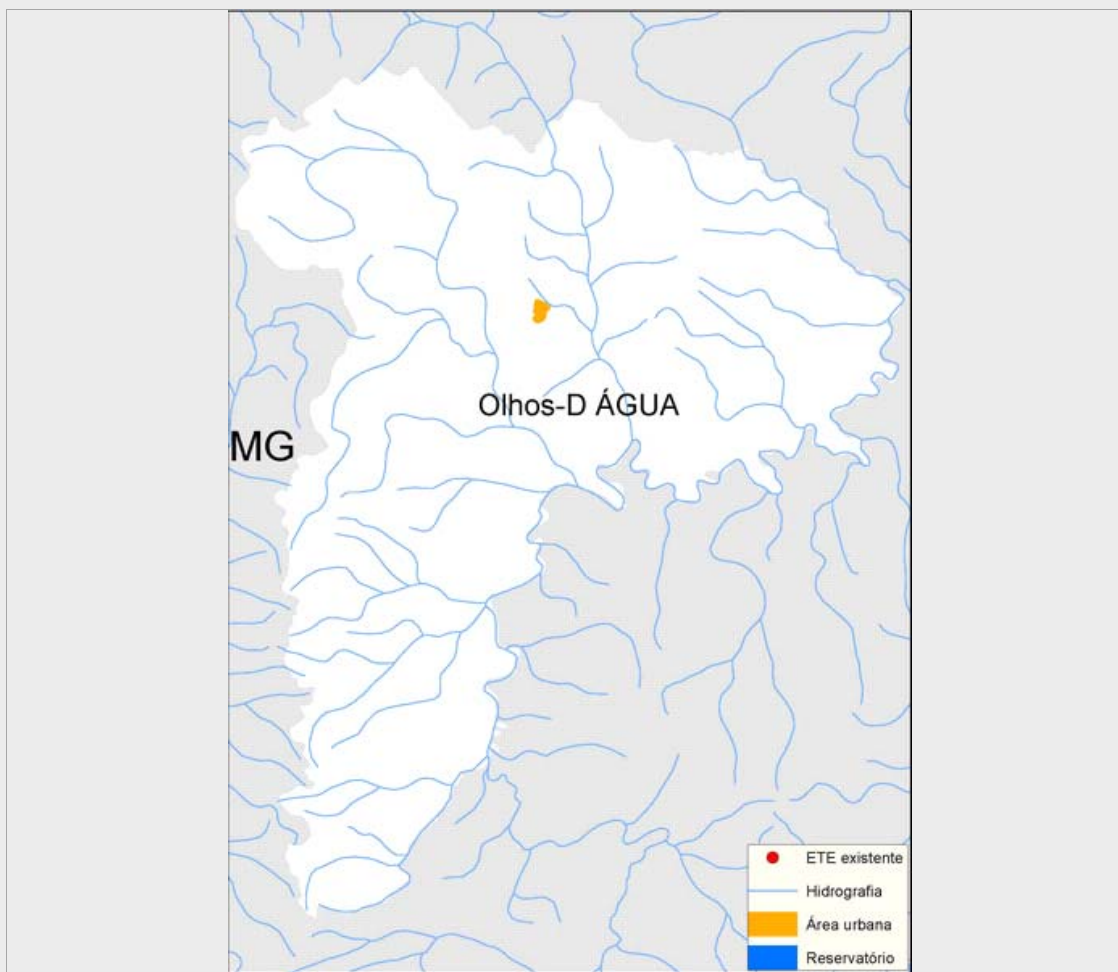 Olhos-D ÁGUA
MG
ETE existente
Hidrografia
Área urbana
Reservatório